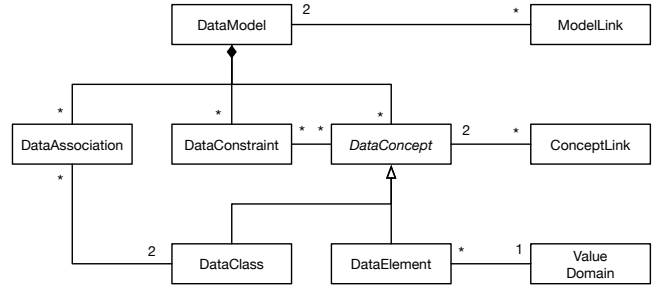 DataModel
2
*
ModelLink
*
*
*
DataAssociation
DataConstraint
*
*
DataConcept
2
*
ConceptLink
*
2
DataClass
DataElement
*
1
Value
Domain